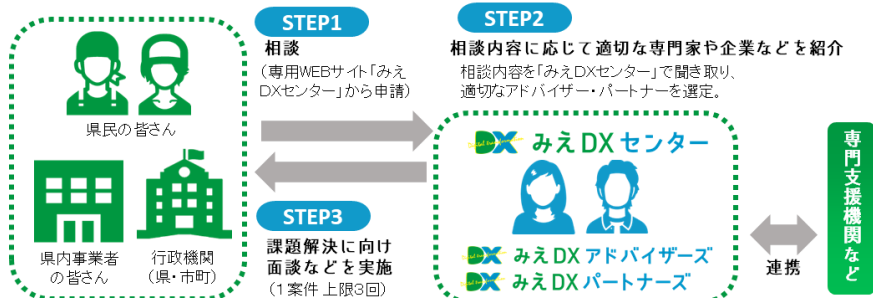 STEP1
相談
（専用WEBサイト「みえ
DXセンター」から申請）
STEP2
相談内容に応じて適切な専門家や企業などを紹介
相談内容を「みえDXセンター」で聞き取り、
適切なアドバイザー・パートナーを選定。
県民の皆さん
県内事業者
の皆さん
行政機関
（県・市町）
STEP3
課題解決に向け
面談などを実施
（1案件 上限3回）
DX みえDX センター
DX みえDX アドバイザーズ
DX みえDX パートナーズ
連携
専門支援機関など